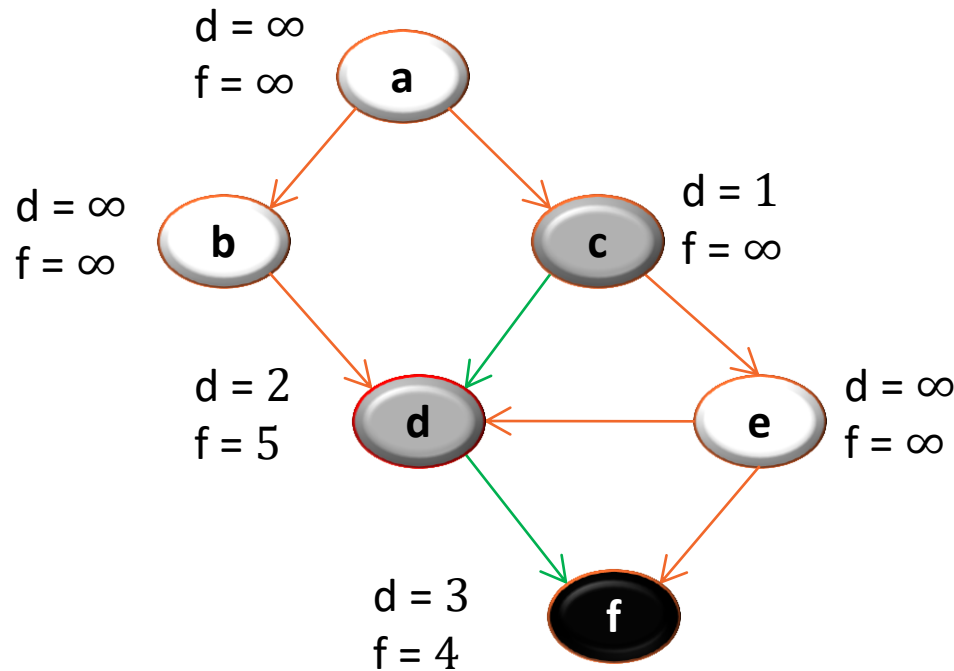 d = ∞
f = ∞
a
d = ∞
f = ∞
b
c
d = 1
f = ∞
d = 2
f = 5
d
e
d = ∞
f = ∞
d = 3
f = 4
f